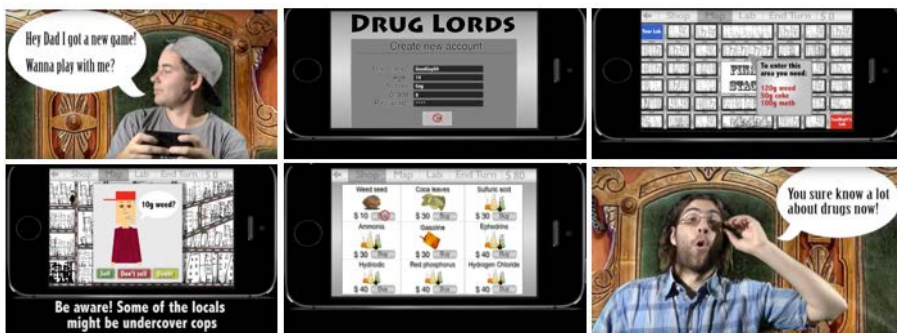 Hey Dad I got a new game!
Wanna play with me?
DRUG LORDS
Create new account
Shop Map Lab End Turn $ 0
Your Lab
To enter this
area you need:
120g weed
50g coke
100g meth
Shop Map Lab End Turn $ 0
10g weed?
Sell Don't sell
Be aware! Some of the locals
might be undercover cops
Shop Map Lab End Turn $ 80
Weed seed Coca leaves Sulfuric acid
$ 10 $ 30 Buy $ 30 Buy
Ammonia Gasoline Ephedrine
$ 30 Buy $ 30 Buy $ 40 Buy
Hydriodic Red phosphorus Hydrogen Chloride
$ 40 Buy $ 40 Buy $ 40 Buy
You sure know a lot
about drugs now!